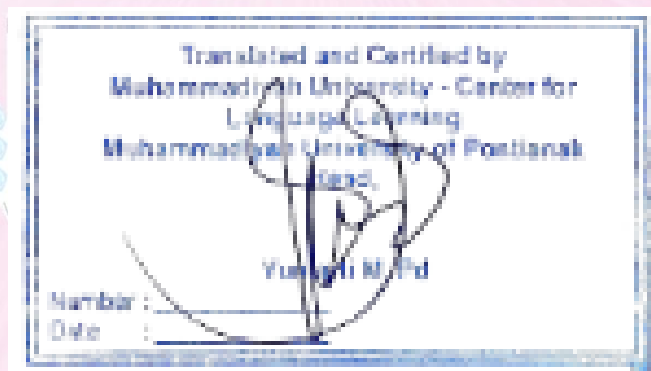 Translated and Certified by
Muhammadiyah University - Center for
Language Learning
Muhammadiyah University of Pontianak
Head,
M.Pd
Number :
Date :